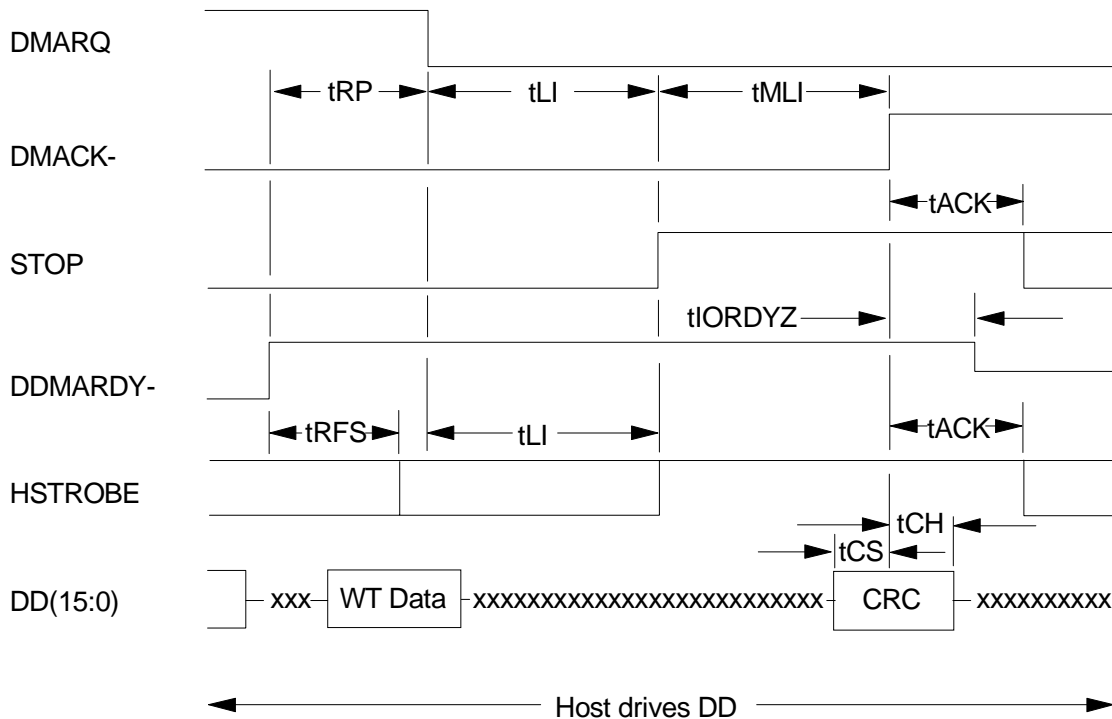 DMARQ
tRP tLI tMLI
DMACK-
tACK
STOP
tIORDYZ
DDMARDY-
tRFS tLI tACK
HSTROBE
tCH
tCS
DD(15:0) xxx WT Data xxxxxxxxxxxxxxxxxxxxxxxxxx CRC xxxxxxxxxx
Host drives DD